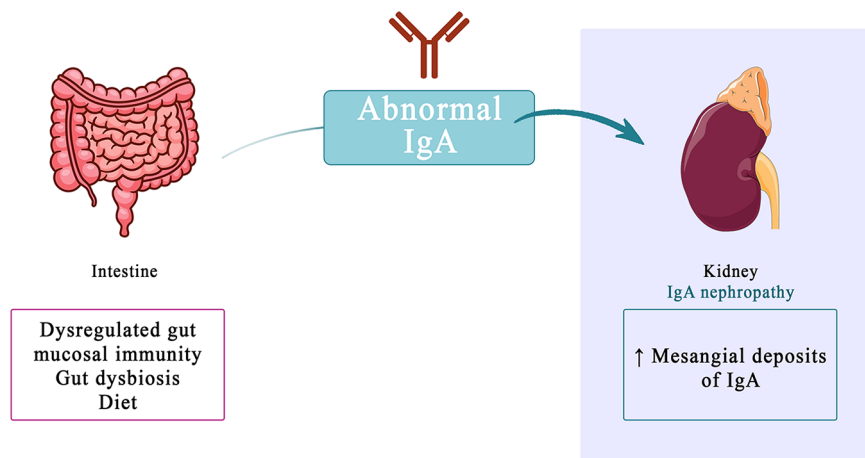 Abnormal
IgA
Intestine
Dysregulated gut
mucosal immunity
Gut dysbiosis
Diet
Kidney
IgA nephropathy
↑ Mesangial deposits
of IgA